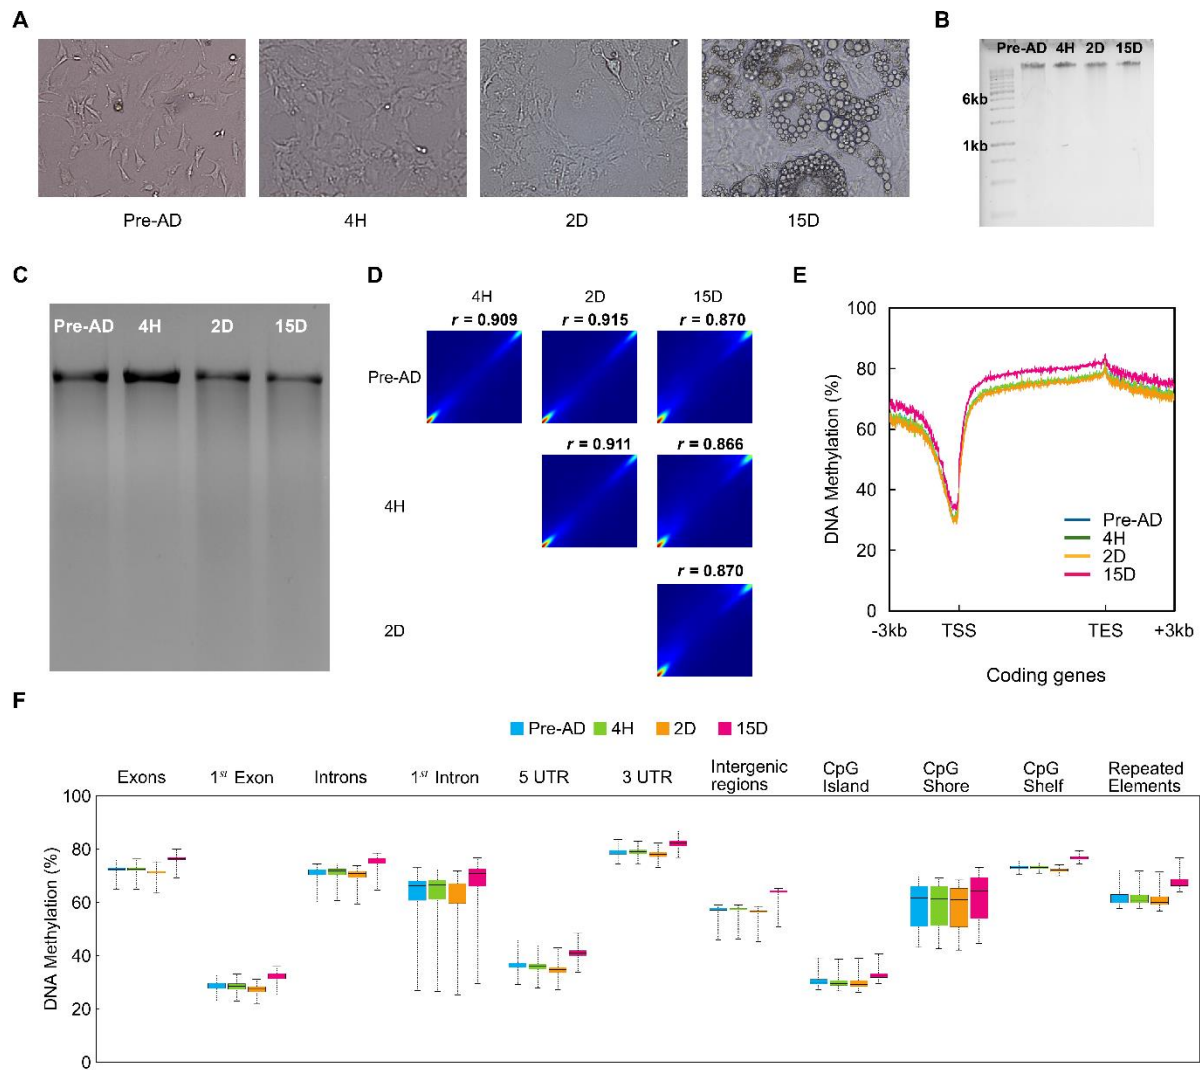 A
B
Pre-AD 4H 2D 15D
6kb
1kb
Pre-AD
4H
2D
15D
C
Pre-AD 4H 2D 15D
D
4H 2D 15D
r = 0.909 r = 0.915 r = 0.870
Pre-AD
r = 0.911 r = 0.866
4H
r = 0.870
2D
E
100
80
60
40
20
0
DNA Methylation (%)
Pre-AD
4H
2D
15D
-3kb TSS TES +3kb
Coding genes
F
Pre-AD 4H 2D 15D
Exons
1st Exon
Introns
1st Intron
5 UTR
3 UTR
Intergenic
regions
CpG
Island
CpG
Shore
CpG
Shelf
Repeated
Elements
100
80
60
40
20
0
DNA Methylation (%)